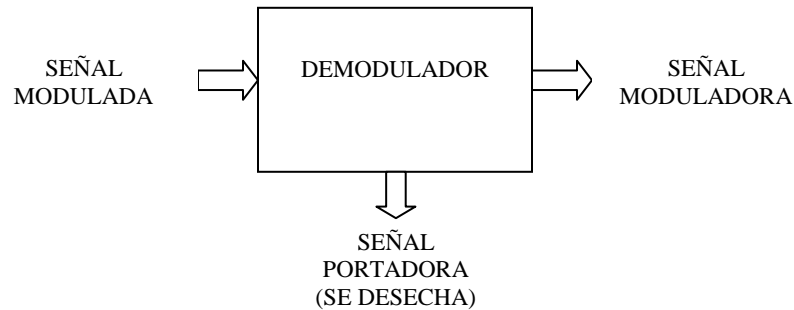 SEÑAL
MODULADA
DEMODULADOR
SEÑAL
MODULADORA
SEÑAL
PORTADORA
(SE DESECHA)